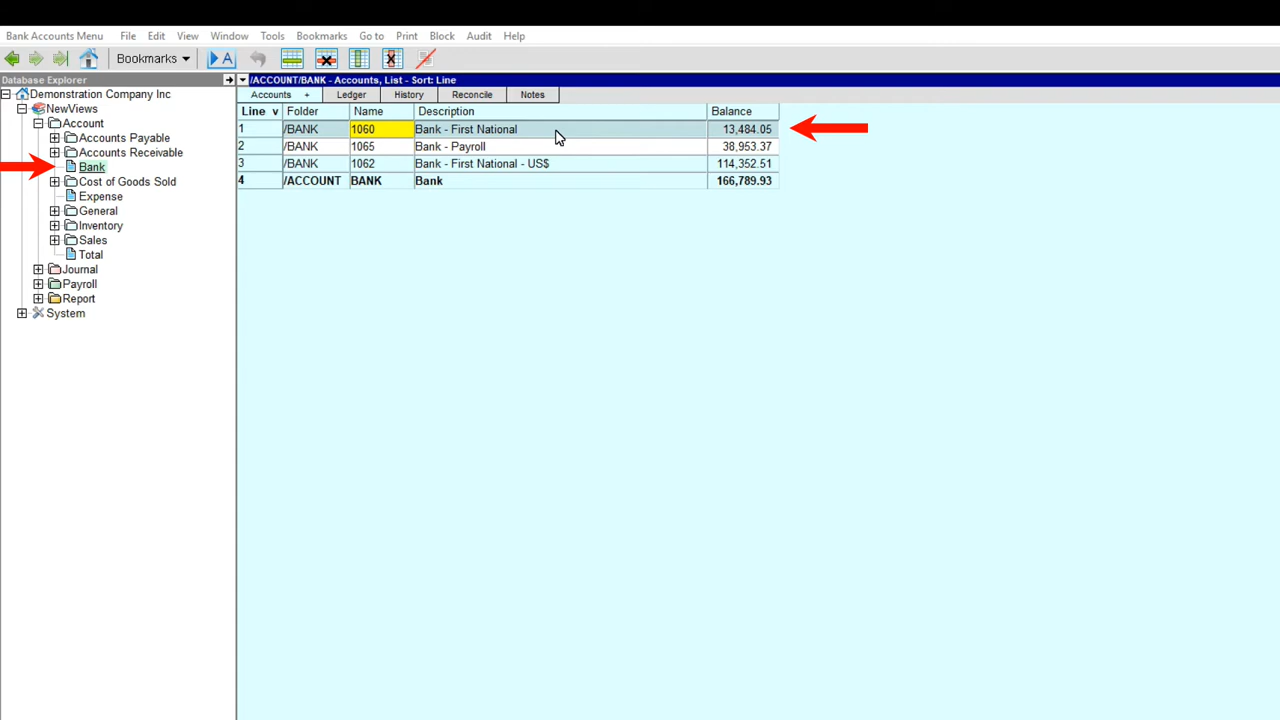 Bank Accounts Menu File Edit View Window Tools Bookmarks Go to Print Block Audit Help
Bookmarks A
Database Explorer
/ACCOUNT/BANK - Accounts, List - Sort: Line
Demonstration Company Inc
NewViews
Account
Accounts Payable
Accounts Receivable
Bank
Cost of Goods Sold
Expense
General
Inventory
Sales
Total
Journal
Payroll
Report
System
Accounts + Ledger History Reconcile Notes
Line v Folder Name Description Balance
1 /BANK 1060 Bank - First National 13,484.05
2 /BANK 1065 Bank - Payroll 38,953.37
3 /BANK 1062 Bank - First National - US$ 114,352.51
4 /ACCOUNT BANK Bank 166,789.93